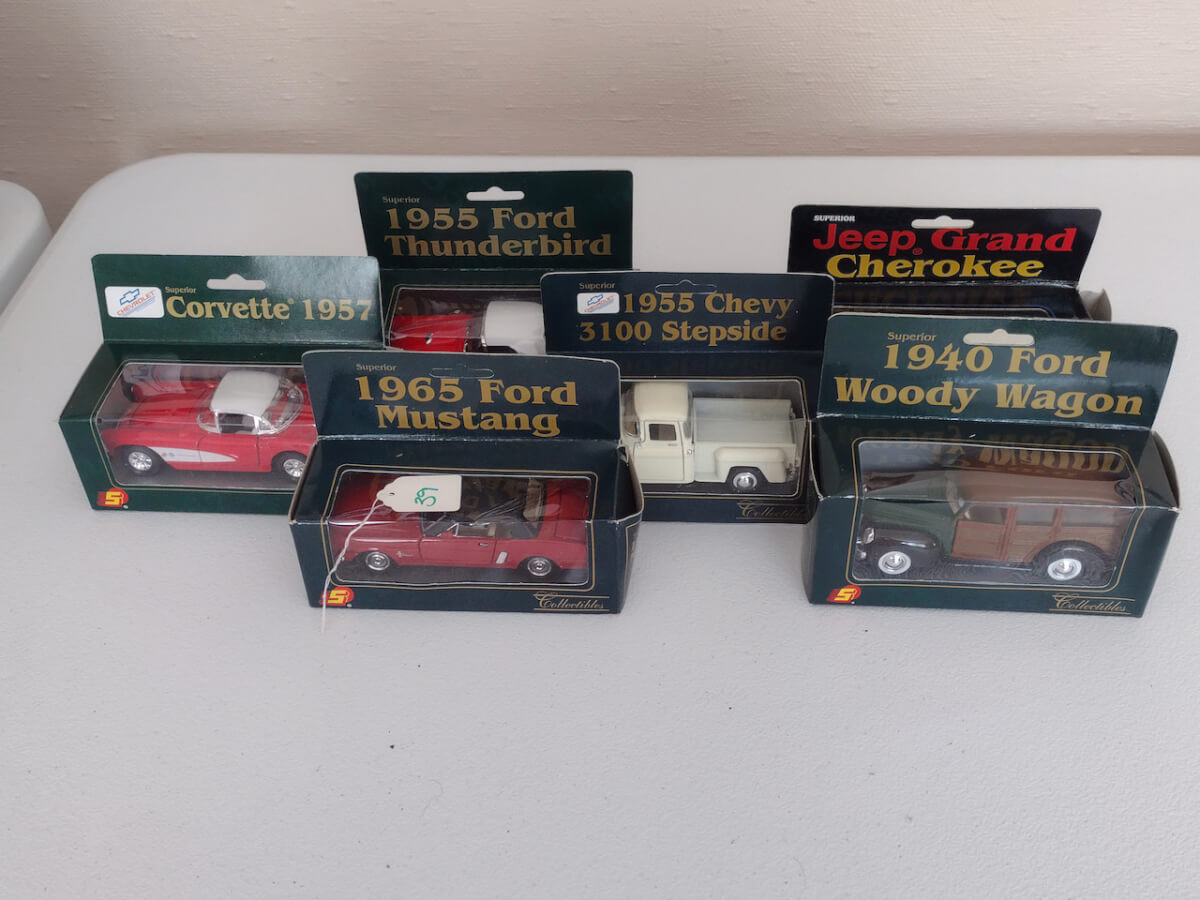 Superior
1955 Ford
Thunderbird
SUPERIOR
Jeep® Grand
Cherokee
CHEVROLET
Superior
Corvette® 1957
Superior
1955 Chevy
3100 Stepside
Superior
1940 Ford
Woody Wagon
Superior
1965 Ford
Mustang
39
S
Collectibles
S
Collectibles
S
Collectibles